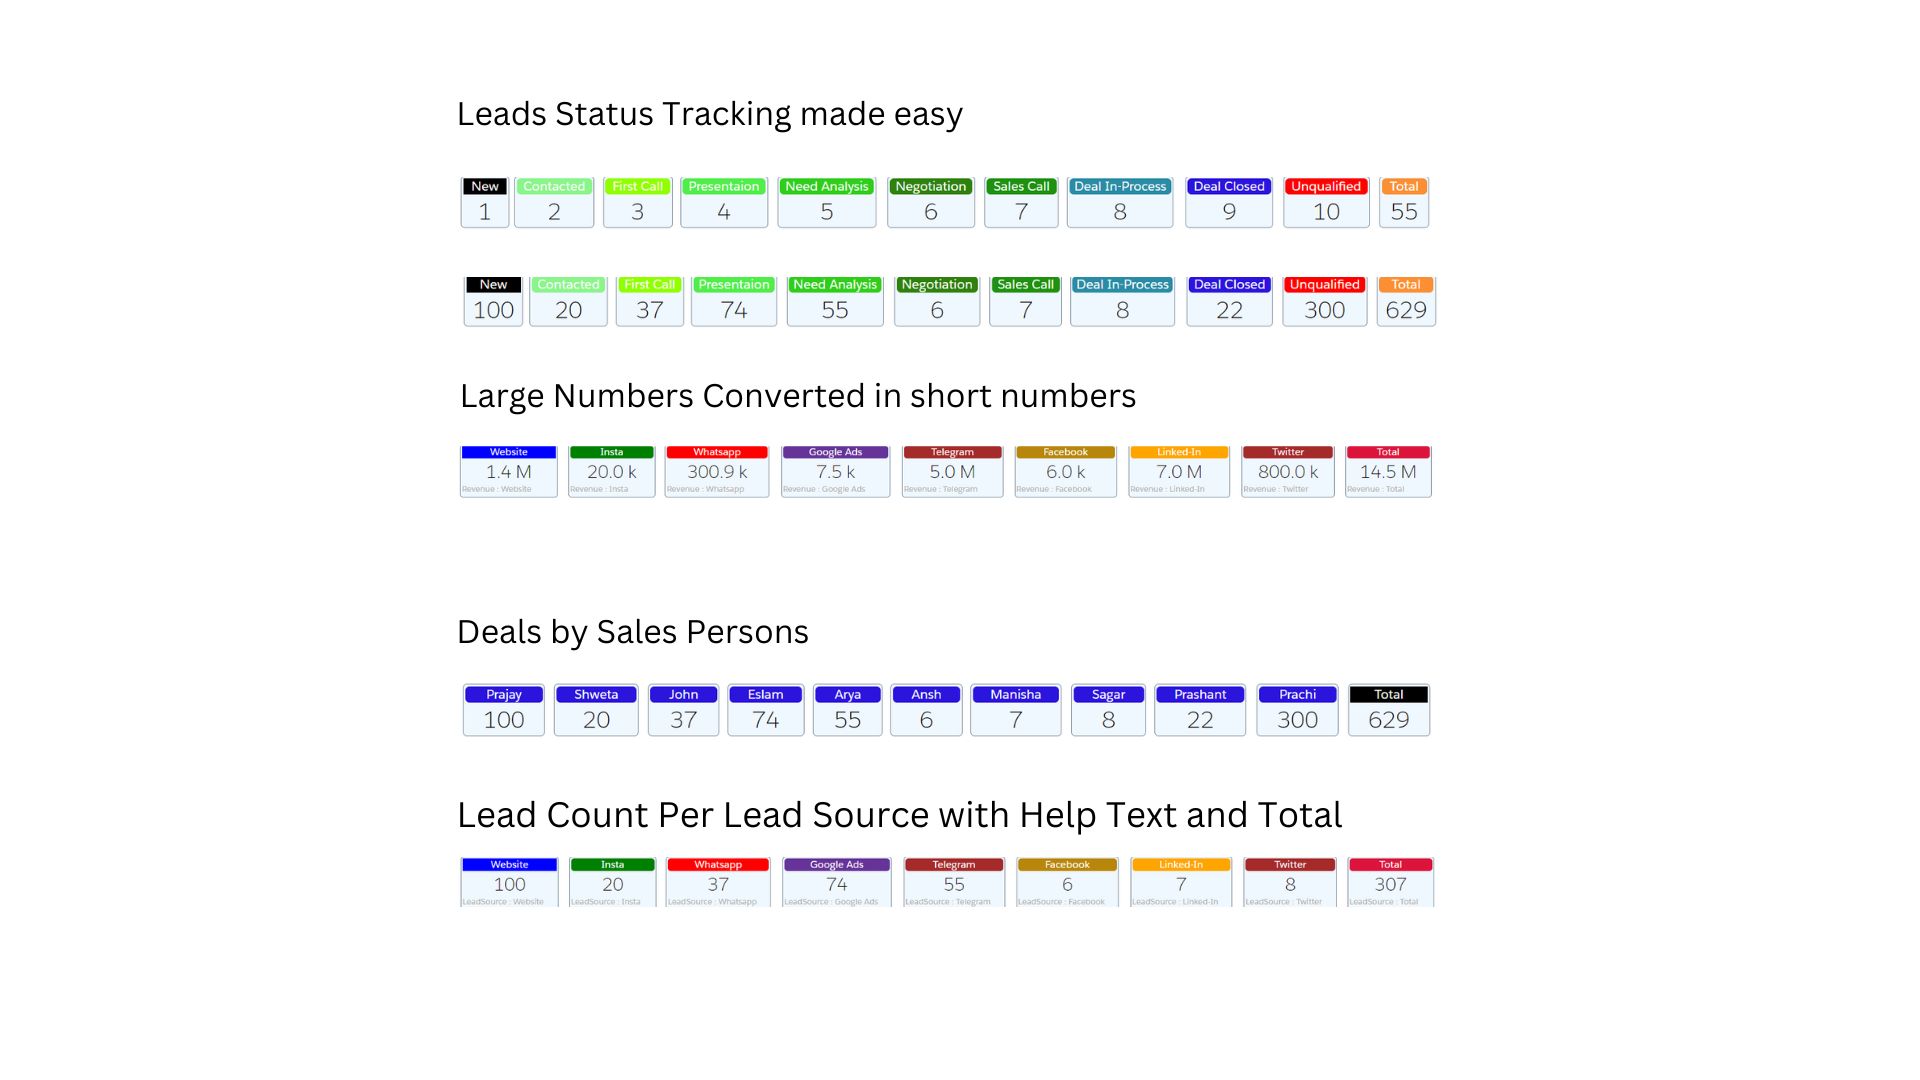 Leads Status Tracking made easy
New Contacted First Call Presentaion Need Analysis Negotiation Sales Call Deal In-Process Deal Closed Unqualified Total
1 2 3 4 5 6 7 8 9 10 55
New Contacted First Call Presentaion Need Analysis Negotiation Sales Call Deal In-Process Deal Closed Unqualified Total
100 20 37 74 55 6 7 8 22 300 629
Large Numbers Converted in short numbers
Website Insta Whatsapp Google Ads Telegram Facebook Linked-In Twitter Total
1.4 M 20.0 k 300.9 k 7.5 k 5.0 M 6.0 k 7.0 M 800.0 k 14.5 M
Revenue : Website Revenue : Insta Revenue : Whatsapp Revenue : Google Ads Revenue : Telegram Revenue : Facebook Revenue : Linked-In Revenue : Twitter Revenue : Total
Deals by Sales Persons
Prajay Shweta John Eslam Arya Ansh Manisha Sagar Prashant Prachi Total
100 20 37 74 55 6 7 8 22 300 629
Lead Count Per Lead Source with Help Text and Total
Website Insta Whatsapp Google Ads Telegram Facebook Linked-In Twitter Total
100 20 37 74 55 6 7 8 307
LeadSource : Website LeadSource : Insta LeadSource : Whatsapp LeadSource : Google Ads LeadSource : Telegram LeadSource : Facebook LeadSource : Linked-In LeadSource : Twitter LeadSource : Total